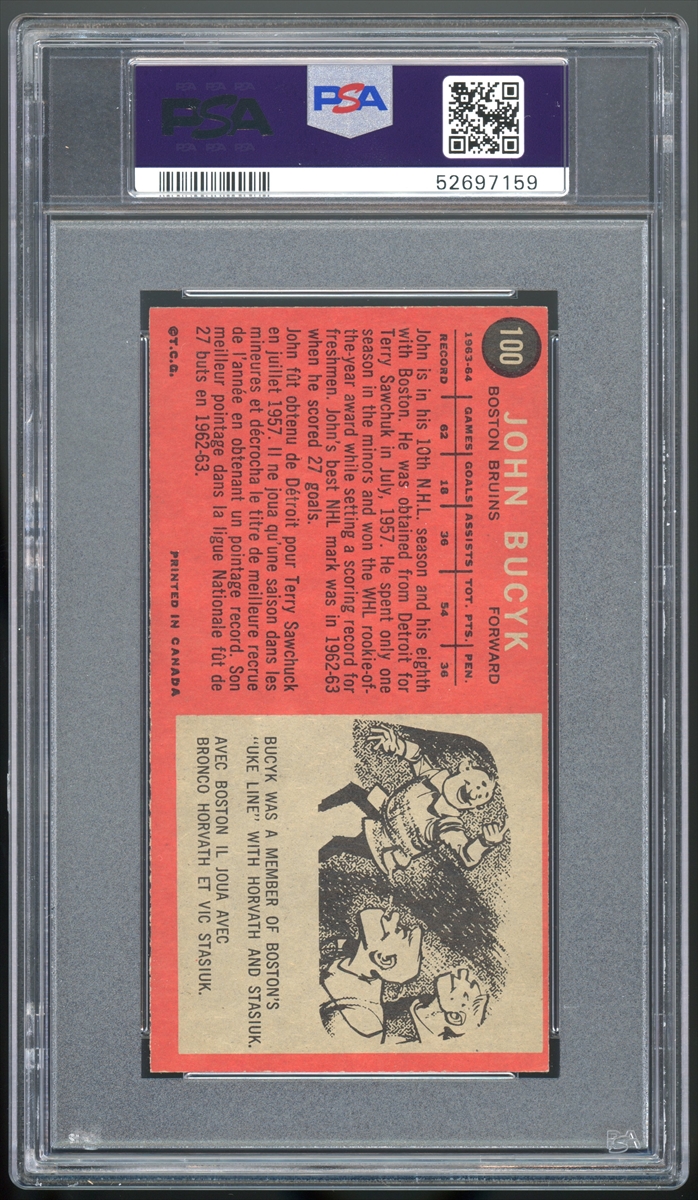 PSA PSA PSA
PSA
PSA PSA PSA
PSA
52697159
100
JOHN BUCYK
BOSTON BRUINS FORWARD
1963-64 GAMES GOALS ASSISTS TOT. PTS. PEN.
RECORD 62 18 36 54 36
John is in his 10th N.H.L. season and his eighth
with Boston. He was obtained from Detroit for
Terry Sawchuk in July, 1957. He spent only one
season in the minors and won the WHL rookie-of-
the-year award while setting a scoring record for
freshmen. John's best NHL mark was in 1962-63
when he scored 27 goals.
John fût obtenu de Détroit pour Terry Sawchuck
en juillet 1957. Il ne joua qu'une saison dans les
mineures et décrocha le titre de meilleure recrue
de l'année en obtenant un pointage record. Son
meilleur pointage dans la ligue Nationale fût de
27 buts en 1962-63.
©T.C.G. PRINTED IN CANADA
BUCYK WAS A MEMBER OF BOSTON'S
"UKE LINE" WITH HORVATH AND STASIUK.
AVEC BOSTON IL JOUA AVEC
BRONCO HORVATH ET VIC STASIUK.
PSA